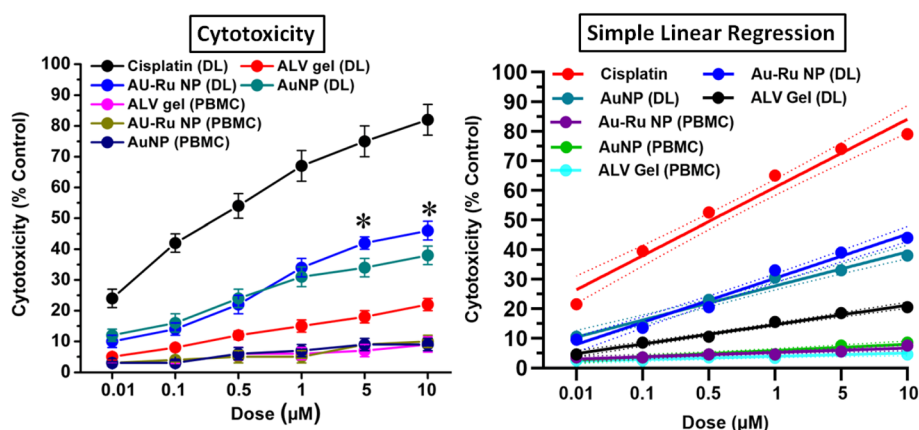 Cytotoxicity
Cisplatin (DL) ALV gel (DL)
AU-Ru NP (DL) AuNP (DL)
ALV gel (PBMC)
AU-Ru NP (PBMC)
AuNP (PBMC)
Cytotoxicity (% Control)
100
90
80
70
60
50
40
30
20
10
0
* *
0.01 0.1 0.5 1 5 10
Dose (µM)
Simple Linear Regression
Cisplatin Au-Ru NP (DL)
AuNP (DL) ALV Gel (DL)
Au-Ru NP (PBMC)
AuNP (PBMC)
ALV Gel (PBMC)
Cytotoxicity (% Control)
100
90
80
70
60
50
40
30
20
10
0
0.01 0.1 0.5 1 5 10
Dose (µM)